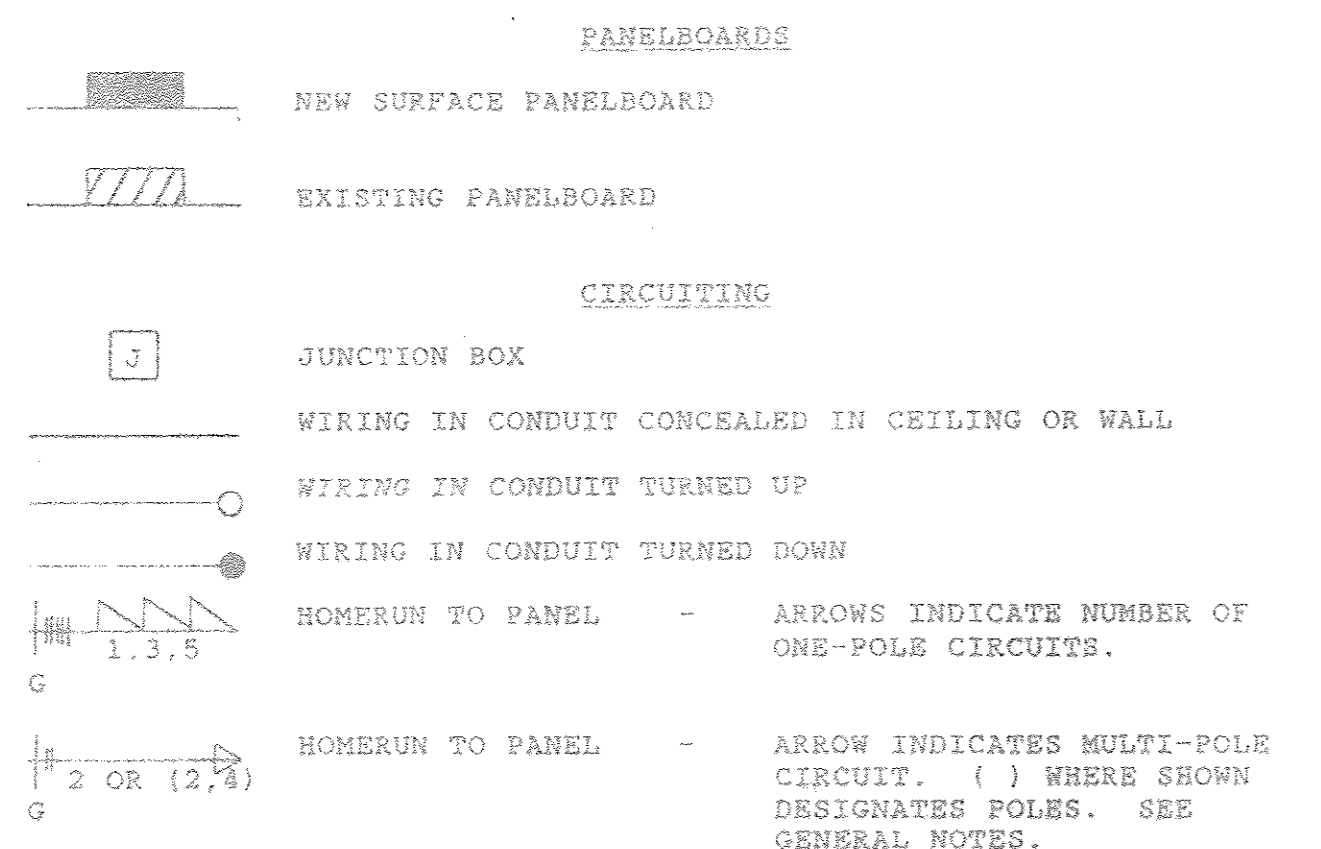 PANELBOARDS
NEW SURFACE PANELBOARD
EXISTING PANELBOARD
CIRCUITING
J JUNCTION BOX
WIRING IN CONDUIT CONCEALED IN CEILING OR WALL
WIRING IN CONDUIT TURNED UP
WIRING IN CONDUIT TURNED DOWN
HOMERUN TO PANEL - ARROWS INDICATE NUMBER OF
1.3,5 ONE-POLE CIRCUITS.
G
HOMERUN TO PANEL - ARROW INDICATES MULTI-POLE
2 OR (2,4) CIRCUIT. ( ) WHERE SHOWN
G DESIGNATES POLES. SEE
GENERAL NOTES.